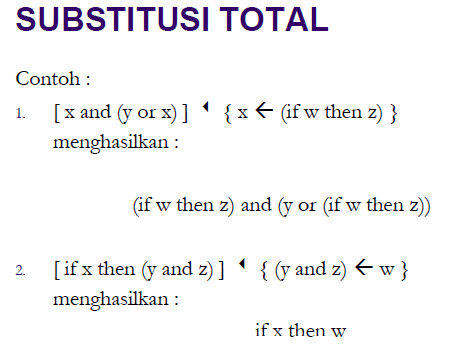 SUBSTITUSI TOTAL
Contoh :
1. [ x and (y or x) ] ◂ { x ← (if w then z) }
menghasilkan :
(if w then z) and (y or (if w then z))
2. [ if x then (y and z) ] ◂ { (y and z) ← w }
menghasilkan :
if x then w